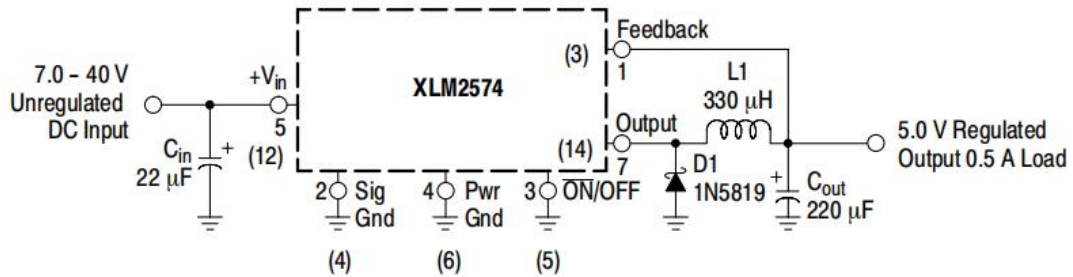 7.0 – 40 V
Unregulated
DC Input
+Vin
5
(12)
Cin
+
22 μF
XLM2574
(3)
Feedback
1
(14)
Output
7
L1
330 μH
D1
1N5819
5.0 V Regulated
Output 0.5 A Load
+
Cout
220 μF
2 Sig
Gnd
(4)
4 Pwr
Gnd
(6)
3 O̅N̅/OFF
(5)